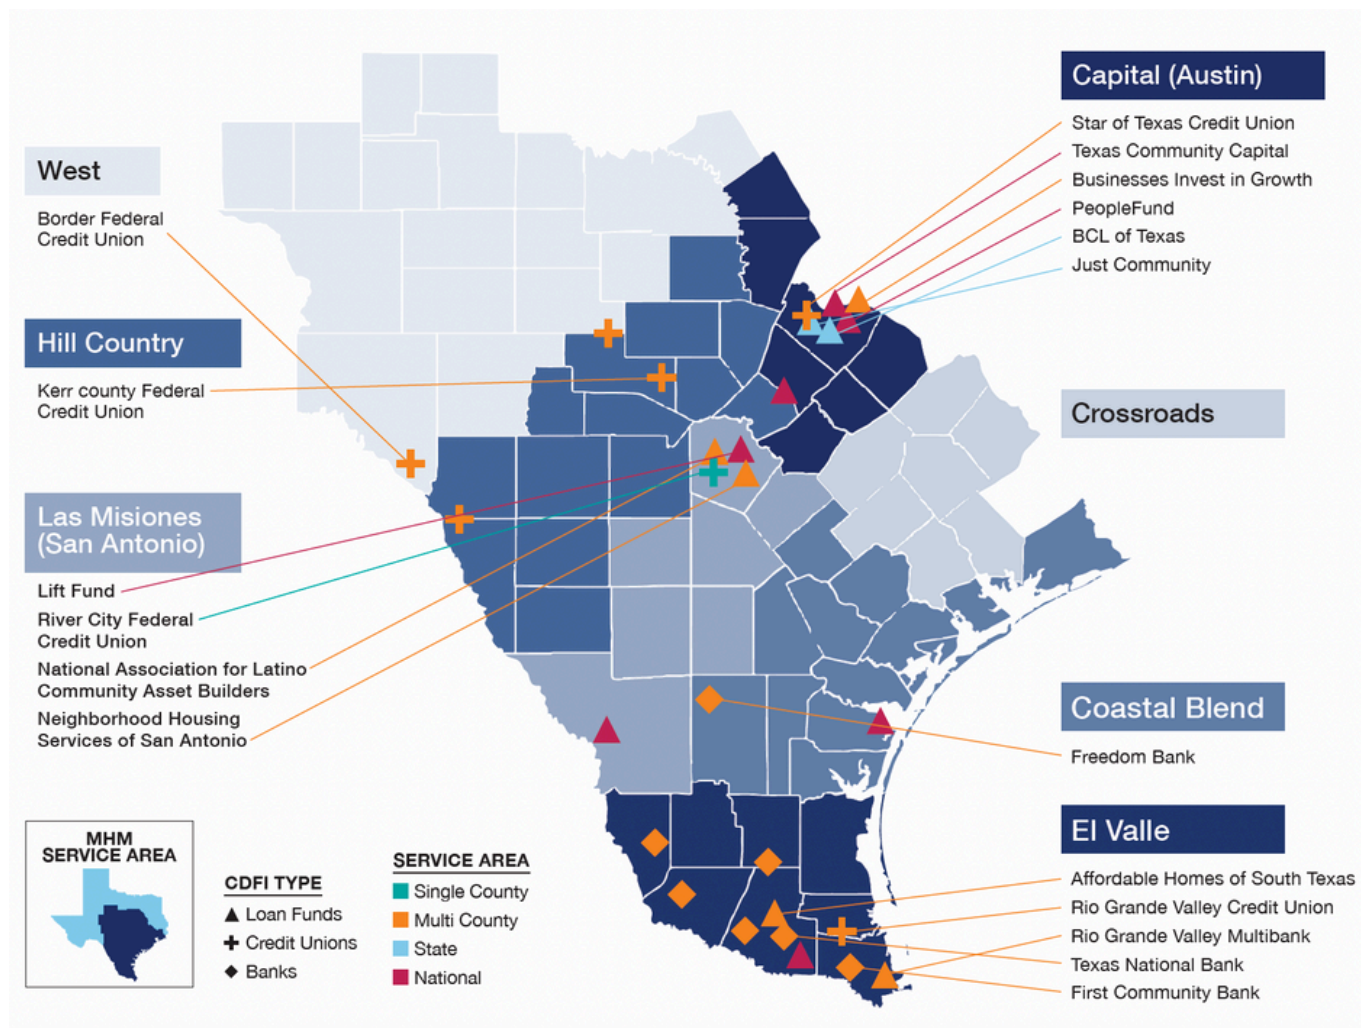 West
Border Federal
Credit Union
Hill Country
Kerr county Federal
Credit Union
Las Misiones
(San Antonio)
Lift Fund
River City Federal
Credit Union
National Association for Latino
Community Asset Builders
Neighborhood Housing
Services of San Antonio
MHM
SERVICE AREA
CDFI TYPE
Loan Funds
Credit Unions
Banks
SERVICE AREA
Single County
Multi County
State
National
Capital (Austin)
Star of Texas Credit Union
Texas Community Capital
Businesses Invest in Growth
PeopleFund
BCL of Texas
Just Community
Crossroads
Coastal Blend
Freedom Bank
El Valle
Affordable Homes of South Texas
Rio Grande Valley Credit Union
Rio Grande Valley Multibank
Texas National Bank
First Community Bank